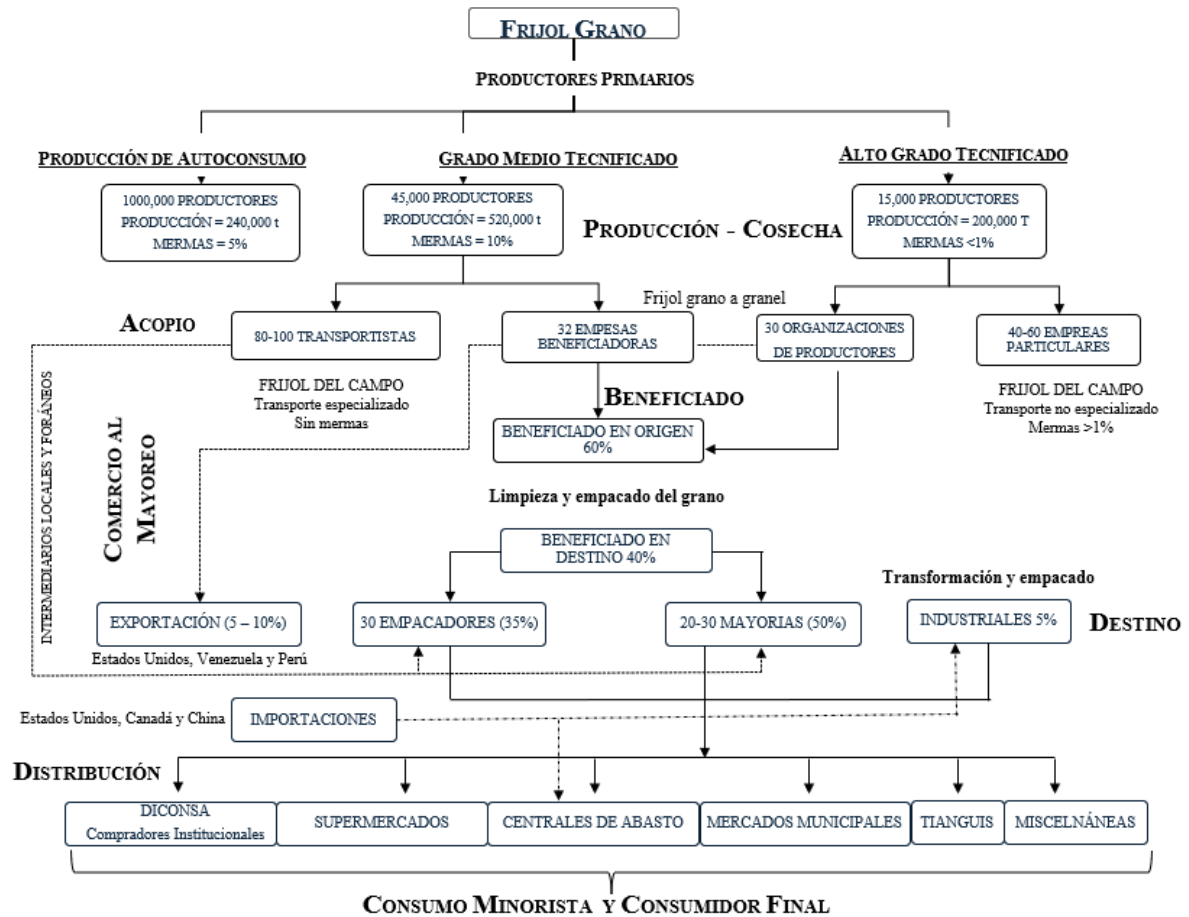 FRIJOL GRANO
PRODUCTORES PRIMARIOS
PRODUCCIÓN DE AUTOCONSUMO
GRADO MEDIO TECNIFICADO
ALTO GRADO TECNIFICADO
1000,000 PRODUCTORES
PRODUCCIÓN = 240,000 t
MERMAS = 5%
45,000 PRODUCTORES
PRODUCCIÓN = 520,000 t
MERMAS = 10%
PRODUCCIÓN - COSECHA
15,000 PRODUCTORES
PRODUCCIÓN = 200,000 T
MERMAS <1%
Frijol grano a granel
ACOPIO
80-100 TRANSPORTISTAS
32 EMPESAS
BENEFICIADORAS
30 ORGANIZACIONES
DE PRODUCTORES
40-60 EMPREAS
PARTICULARES
FRIJOL DEL CAMPO
Transporte especializado
Sin mermas
BENEFICIADO
FRIJOL DEL CAMPO
Transporte no especializado
Mermas >1%
BENEFICIADO EN ORIGEN
60%
INTERMEDIARIOS LOCALES Y FORÁNEOS
COMERCIO AL
MAYOREO
Limpieza y empacado del grano
BENEFICIADO EN
DESTINO 40%
Transformación y empacado
EXPORTACIÓN (5 – 10%)
30 EMPACADORES (35%)
20-30 MAYORIAS (50%)
INDUSTRIALES 5%
DESTINO
Estados Unidos, Venezuela y Perú
Estados Unidos, Canadá y China
IMPORTACIONES
DISTRIBUCIÓN
DICONSA
Compradores Institucionales
SUPERMERCADOS
CENTRALES DE ABASTO
MERCADOS MUNICIPALES
TIANGUIS
MISCELNÁNEAS
CONSUMO MINORISTA Y CONSUMIDOR FINAL